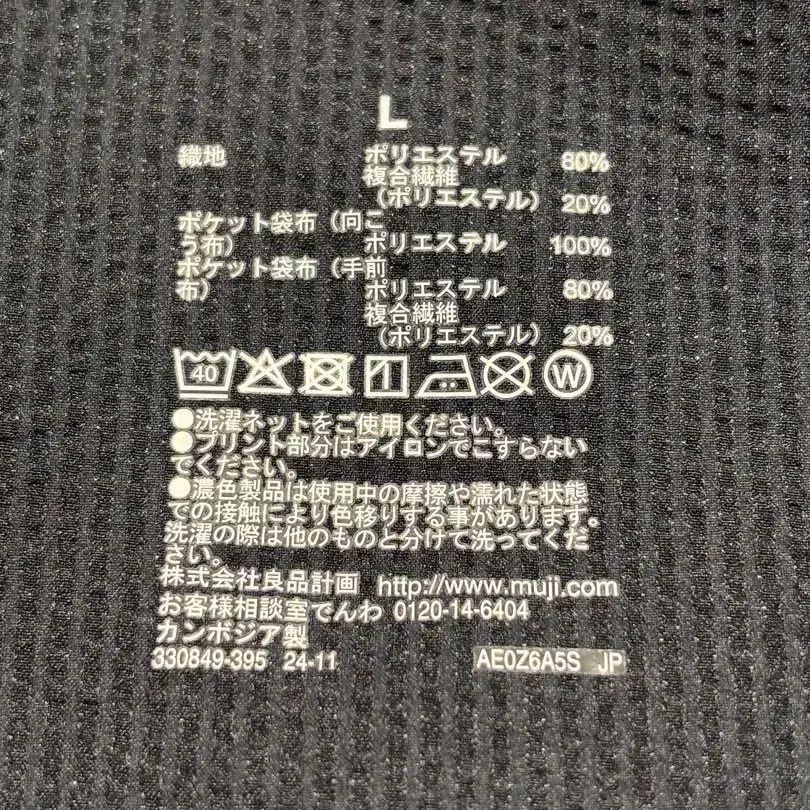 L
織地 ポリエステル 80%
複合繊維
（ポリエステル） 20%
ポケット袋布（向こ
う布） ポリエステル 100%
ポケット袋布（手前
布） ポリエステル 80%
複合繊維
（ポリエステル） 20%
40 W
●洗濯ネットをご使用ください。
●プリント部分はアイロンでこすらない
でください。
●濃色製品は使用中の摩擦や濡れた状態
での接触により色移りする事があります。
洗濯の際は他のものと分けて洗ってくだ
さい。
株式会社良品計画 http://www.muji.com
お客様相談室でんわ 0120-14-6404
カンボジア製
330849-395 24-11 AE0Z6A5S JP